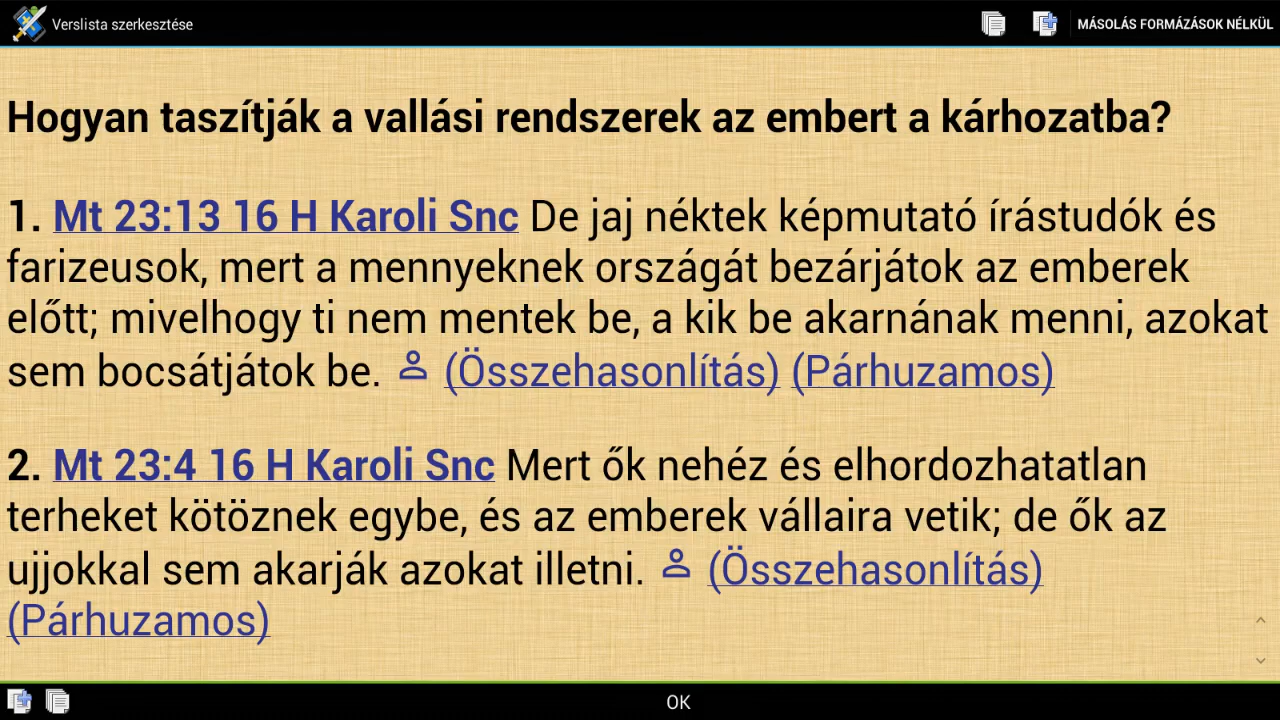 Verslista szerkesztése
MÁSOLÁS FORMÁZÁSOK NÉLKÜL
Hogyan taszítják a vallási rendszerek az embert a kárhozatba?
1. Mt 23:13 16 H Karoli Snc De jaj néktek képmutató írástudók és
farizeusok, mert a mennyeknek országát bezárjátok az emberek
előtt; mivelhogy ti nem mentek be, a kik be akarnának menni, azokat
sem bocsátjátok be. (Összehasonlítás) (Párhuzamos)
2. Mt 23:4 16 H Karoli Snc Mert ők nehéz és elhordozhatatlan
terheket kötöznek egybe, és az emberek vállaira vetik; de ők az
ujjokkal sem akarják azokat illetni. (Összehasonlítás)
(Párhuzamos)
OK